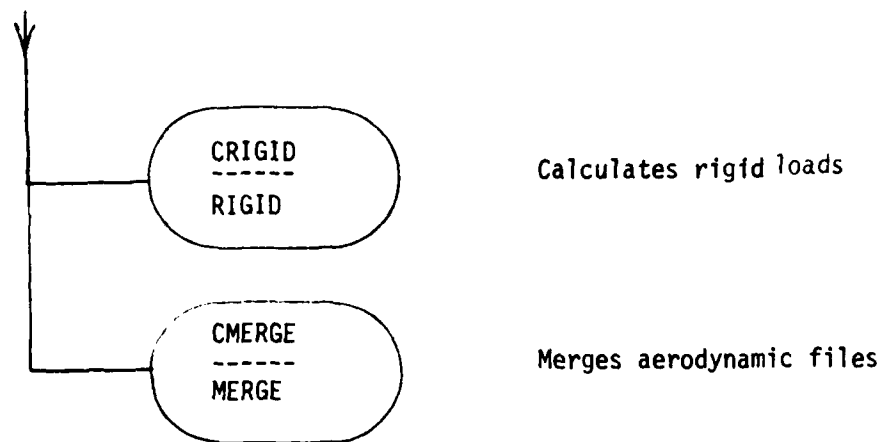 CRIGID
------
RIGID
Calculates rigid loads
CMERGE
------
MERGE
Merges aerodynamic files